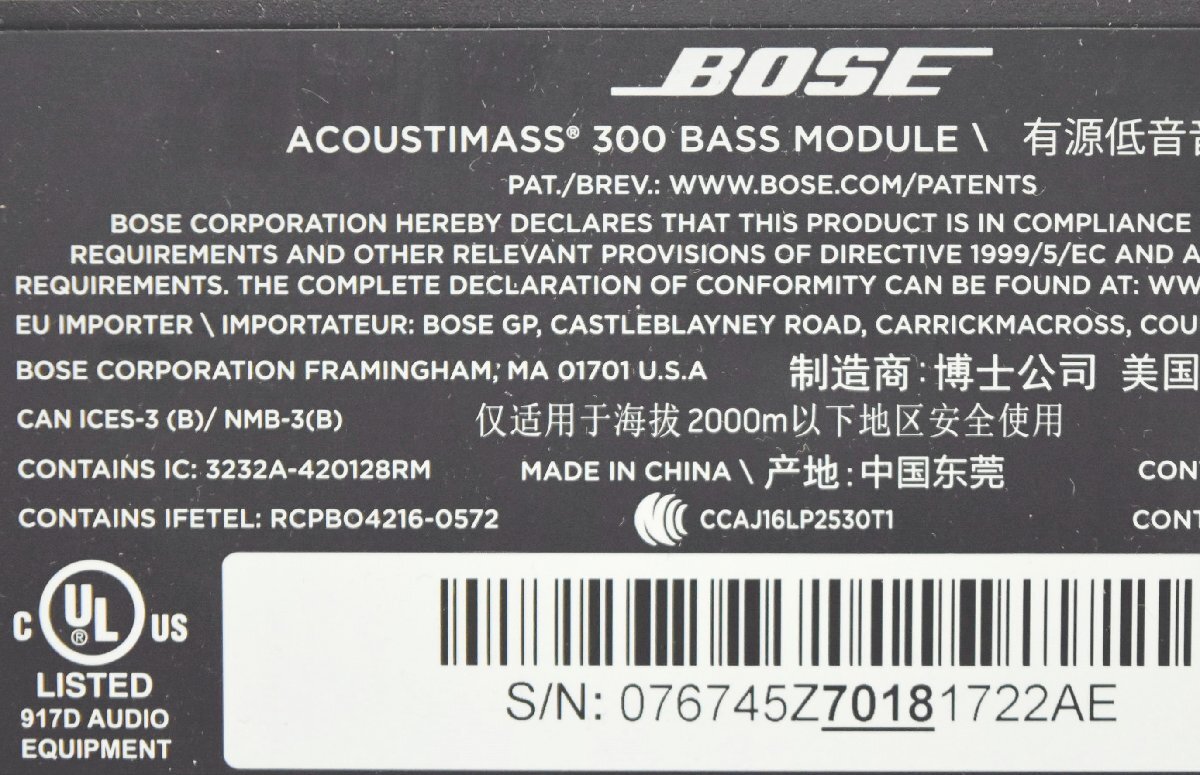 BOSE
ACOUSTIMASS® 300 BASS MODULE \ 有源低音音
PAT./BREV.: WWW.BOSE.COM/PATENTS
BOSE CORPORATION HEREBY DECLARES THAT THIS PRODUCT IS IN COMPLIANCE
REQUIREMENTS AND OTHER RELEVANT PROVISIONS OF DIRECTIVE 1999/5/EC AND A
REQUIREMENTS. THE COMPLETE DECLARATION OF CONFORMITY CAN BE FOUND AT: WW
EU IMPORTER \ IMPORTATEUR: BOSE GP, CASTLEBLAYNEY ROAD, CARRICKMACROSS, COU
BOSE CORPORATION FRAMINGHAM, MA 01701 U.S.A 制造商:博士公司 美国
CAN ICES-3 (B)/ NMB-3(B) 仅适用于海拔2000m以下地区安全使用
CONTAINS IC: 3232A-420128RM MADE IN CHINA \ 产地:中国东莞 CON
CONTAINS IFETEL: RCPBO4216-0572 CCAJ16LP2530T1 CONT
C UL ® US
LISTED
917D AUDIO
EQUIPMENT
S/N: 076745Z70181722AE